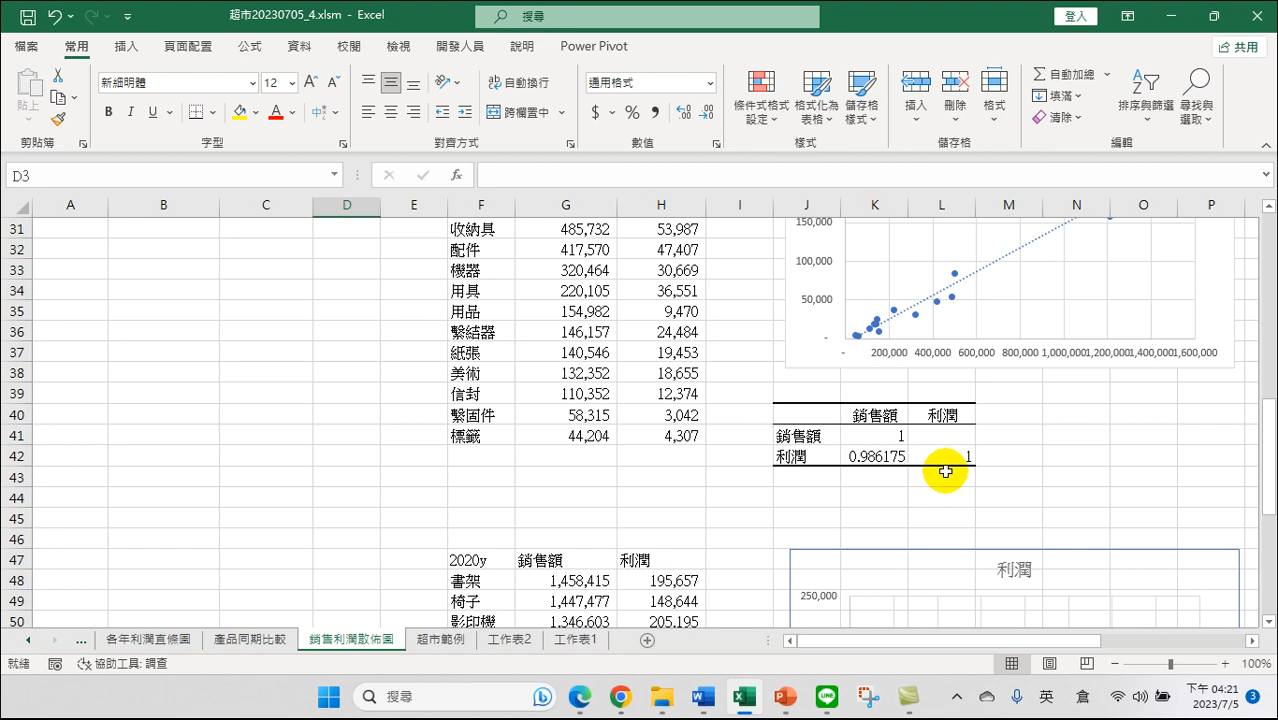 超市20230705_4.xlsm - Excel
搜尋
登入
檔案 常用 插入 頁面配置 公式 資料 校閱 檢視 開發人員 說明 Power Pivot
共用
貼上
新細明體 12
B I U
自動換行
跨欄置中
通用格式
$ %
條件式格式設定
格式化為表格
儲存格樣式
插入 刪除 格式
自動加總
填滿
清除
排序與篩選
尋找與選取
剪貼簿 字型 對齊方式 數值 樣式 儲存格 編輯
D3
fx
A B C D E F G H I J K L M N O P
31 收納具 485,732 53,987
32 配件 417,570 47,407
33 機器 320,464 30,669
34 用具 220,105 36,551
35 用品 154,982 9,470
36 繫結器 146,157 24,484
37 紙張 140,546 19,453
38 美術 132,352 18,655
39 信封 110,352 12,374
40 繫固件 58,315 3,042
41 標籤 44,204 4,307
42
43
44
45
46
47 2020y 銷售額 利潤
48 書架 1,458,415 195,657
49 椅子 1,447,477 148,644
50 影印機 1,346,603 205,195
150,000
100,000
50,000
-
- 200,000 400,000 600,000 800,000 1,000,000 1,200,000 1,400,000 1,600,000
銷售額 利潤
銷售額 1
利潤 0.986175 1
利潤
250,000
... 各年利潤直條圖 產品同期比較 銷售利潤散佈圖 超市範例 工作表2 工作表1
就緒 協助工具: 調查
100%
搜尋
英 倉
下午 04:21
2023/7/5
3